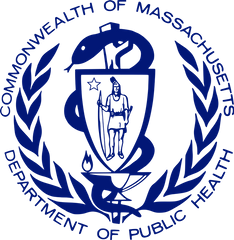 COMMONWEALTH OF MASSACHUSETTS
DEPARTMENT OF PUBLIC HEALTH